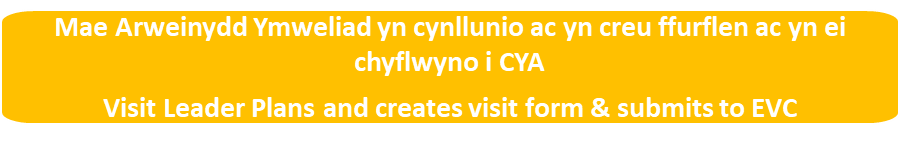 Mae Arweinydd Ymweliad yn cynllunio ac yn creu ffurflen ac yn ei
chyflwyno i CYA
Visit Leader Plans and creates visit form & submits to EVC